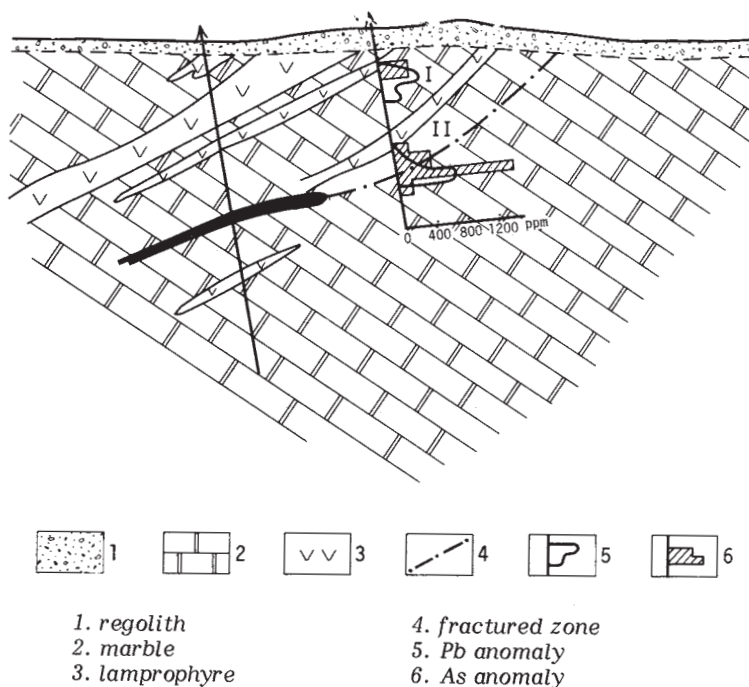 I
II
0 400 800 1200 ppm
1 2 3 4 5 6
1. regolith
2. marble
3. lamprophyre
4. fractured zone
5. Pb anomaly
6. As anomaly